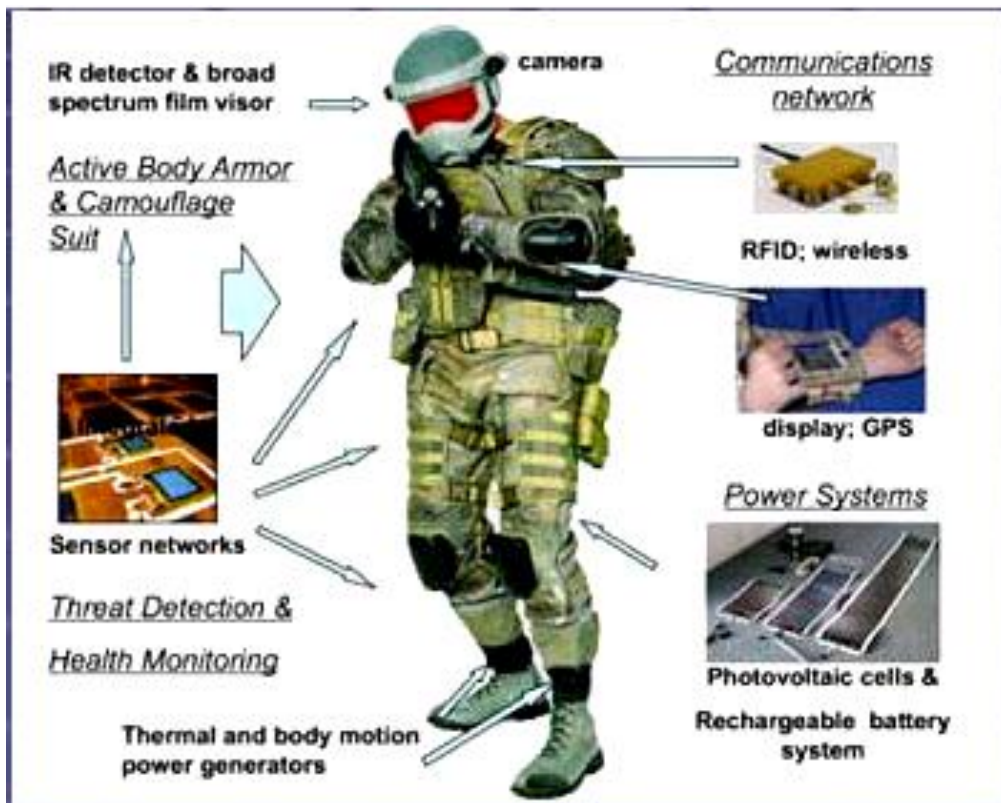 IR detector & broad
spectrum film visor
camera
Communications
network
Active Body Armor
& Camouflage
Suit
RFID; wireless
display; GPS
Sensor networks
Power Systems
Threat Detection &
Health Monitoring
Photovoltaic cells &
Rechargeable battery
system
Thermal and body motion
power generators